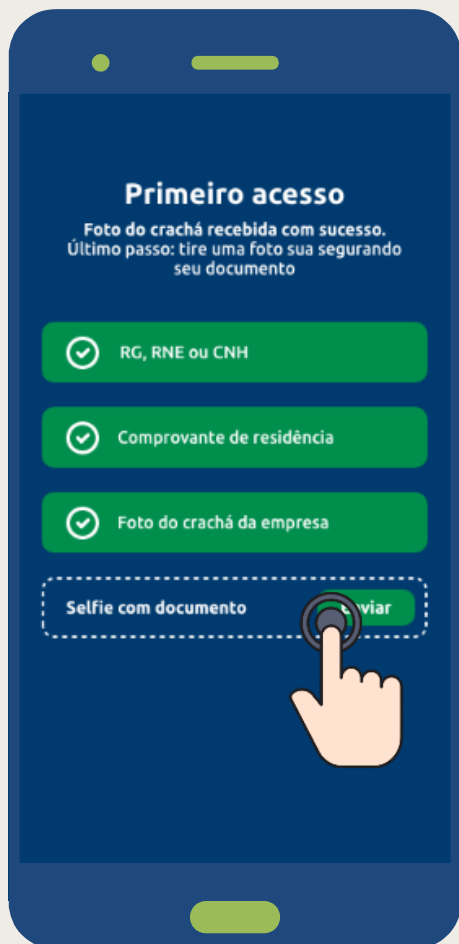 Primeiro acesso
Foto do crachá recebida com sucesso.
Último passo: tire uma foto sua segurando
seu documento
RG, RNE ou CNH
Comprovante de residência
Foto do crachá da empresa
Selfie com documento enviar